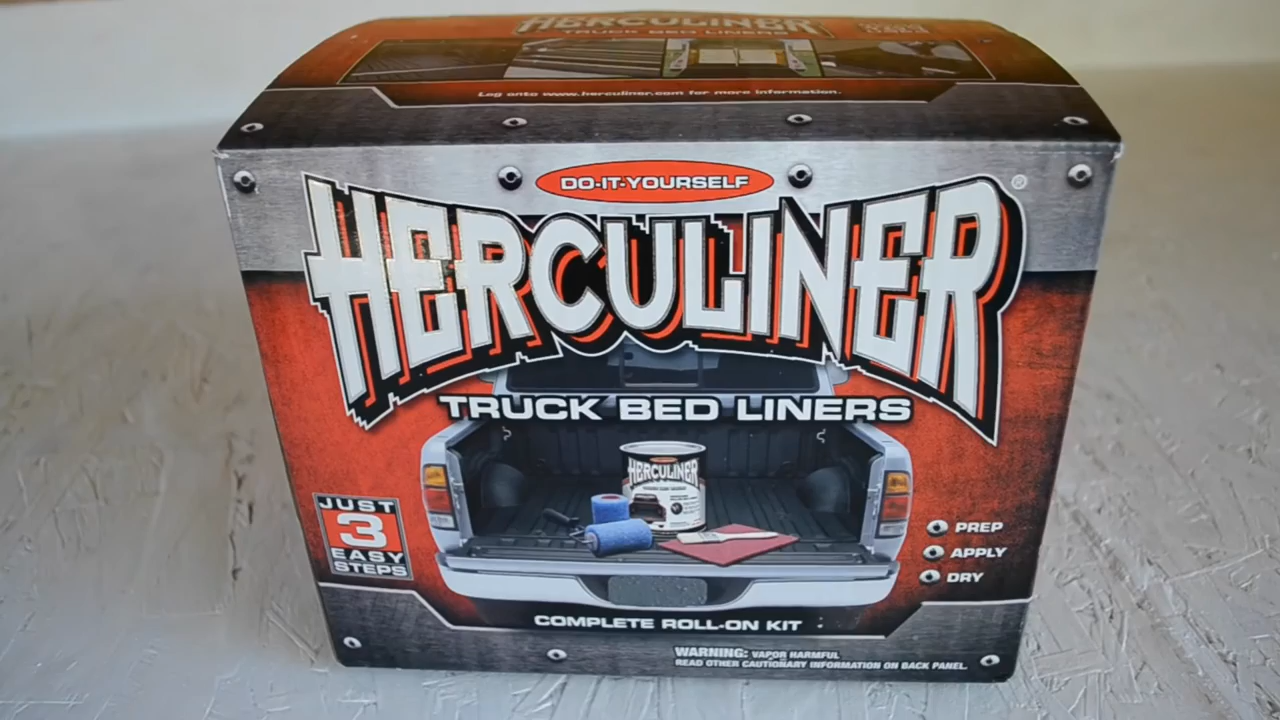 HERCULINER
TRUCK BED LINERS
Log onto www.herculiner.com for more information.
DO-IT-YOURSELF
HERCULINER®
TRUCK BED LINERS
HERCULINER
JUST
3
EASY
STEPS
PREP
APPLY
DRY
COMPLETE ROLL-ON KIT
WARNING: VAPOR HARMFUL
READ OTHER CAUTIONARY INFORMATION ON BACK PANEL.